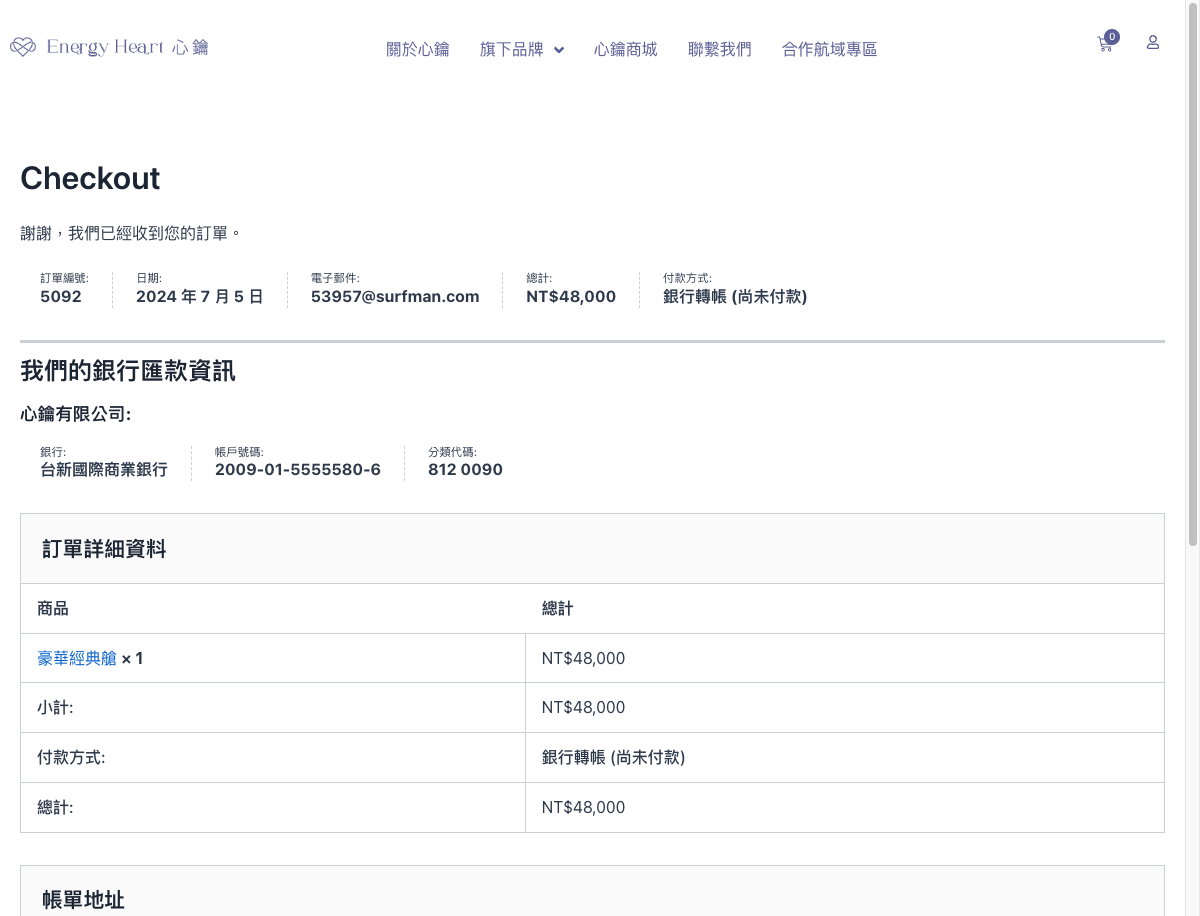 Energy Heart 心鑰
關於心鑰 旗下品牌 心鑰商城 聯繫我們 合作航域專區
0
Checkout
謝謝，我們已經收到您的訂單。
訂單編號: 日期: 電子郵件: 總計: 付款方式:
5092 2024 年 7 月 5 日 53957@surfman.com NT$48,000 銀行轉帳 (尚未付款)
我們的銀行匯款資訊
心鑰有限公司:
銀行: 帳戶號碼: 分類代碼:
台新國際商業銀行 2009-01-5555580-6 812 0090
訂單詳細資料
商品 總計
豪華經典艙 × 1 NT$48,000
小計: NT$48,000
付款方式: 銀行轉帳 (尚未付款)
總計: NT$48,000
帳單地址